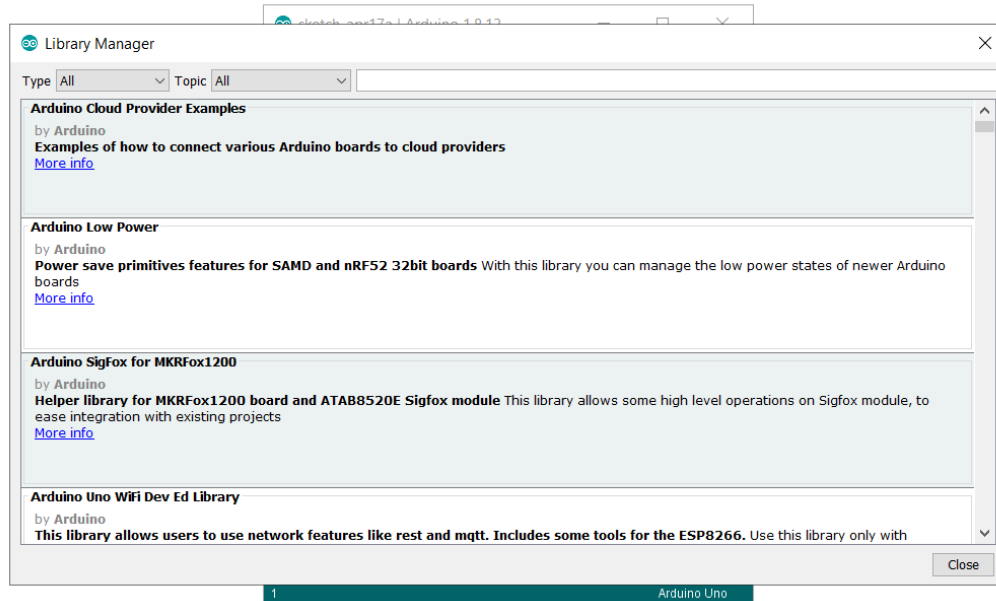 sketch_apr17a | Arduino 1.8.12
Library Manager
Type All Topic All
Arduino Cloud Provider Examples
by Arduino
Examples of how to connect various Arduino boards to cloud providers
More info
Arduino Low Power
by Arduino
Power save primitives features for SAMD and nRF52 32bit boards With this library you can manage the low power states of newer Arduino
boards
More info
Arduino SigFox for MKRFox1200
by Arduino
Helper library for MKRFox1200 board and ATAB8520E Sigfox module This library allows some high level operations on Sigfox module, to
ease integration with existing projects
More info
Arduino Uno WiFi Dev Ed Library
by Arduino
This library allows users to use network features like rest and mqtt. Includes some tools for the ESP8266. Use this library only with
Close
1 Arduino Uno